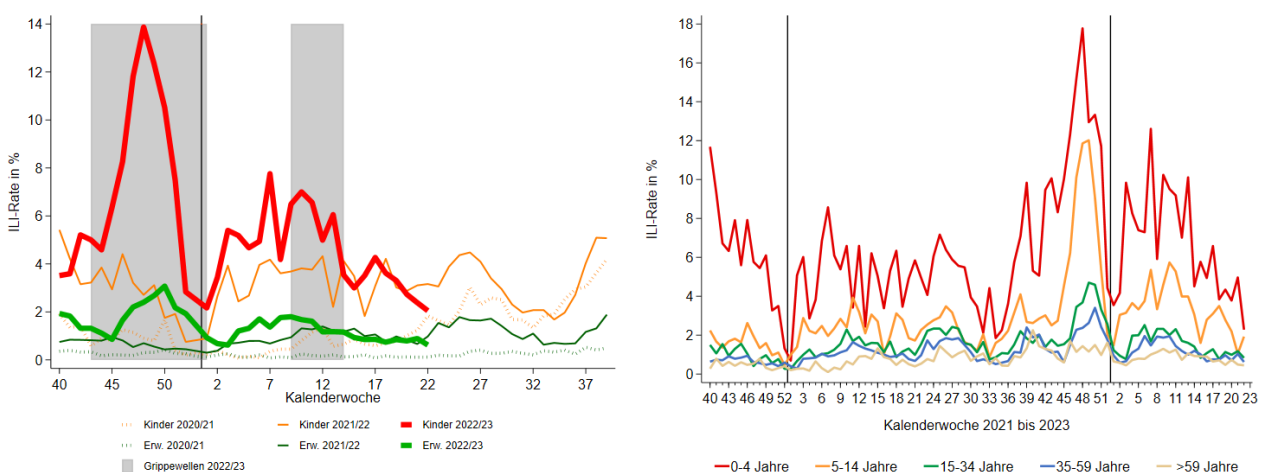 14
12
10
8
6
4
2
0
ILI-Rate in %
40 45 50 2 7 12 17 22 27 32 37
Kalenderwoche
Kinder 2020/21 Kinder 2021/22 Kinder 2022/23
Erw. 2020/21 Erw. 2021/22 Erw. 2022/23
Grippewellen 2022/23
18
16
14
12
10
8
6
4
2
0
ILI-Rate in %
40 43 46 49 52 3 6 9 12 15 18 21 24 27 30 33 36 39 42 45 48 51 2 5 8 11 14 17 20 23
Kalenderwoche 2021 bis 2023
0-4 Jahre 5-14 Jahre 15-34 Jahre 35-59 Jahre >59 Jahre